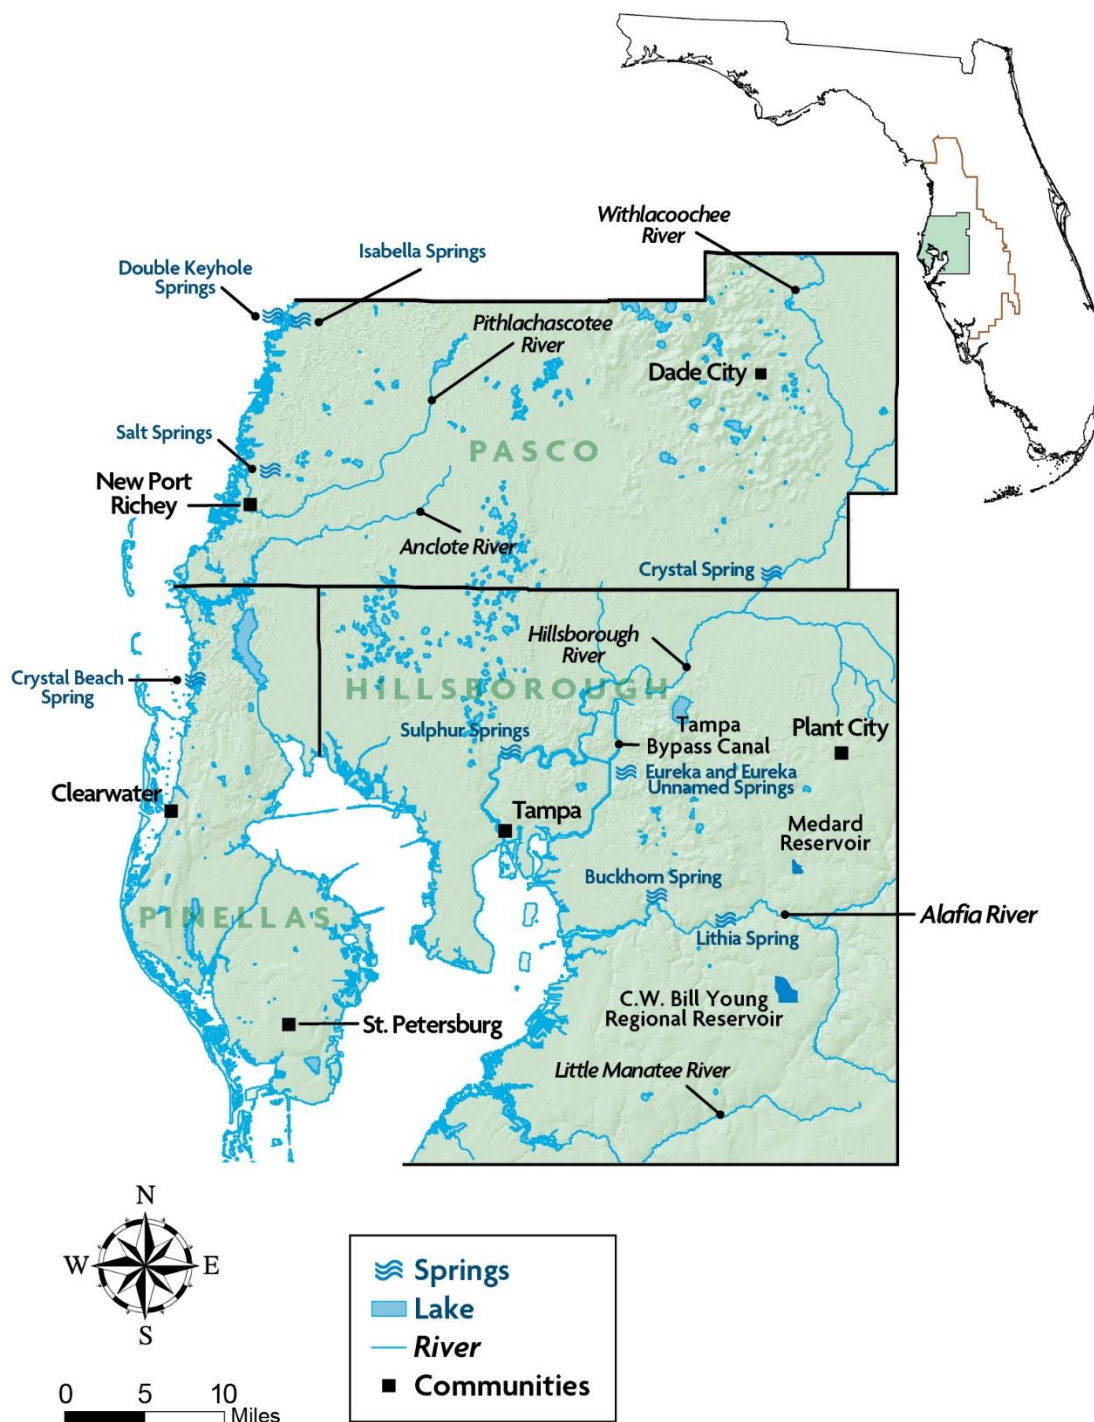 Withlacoochee
River
Isabella Springs
Double Keyhole
Springs
Pithlachascotee
River
Dade City
PASCO
Salt Springs
New Port
Richey
Anclote River
Crystal Spring
Hillsborough
River
Crystal Beach
Spring
HILLSBOROUGH
Sulphur Springs
Tampa
Bypass Canal
Plant City
Eureka and Eureka
Unnamed Springs
Clearwater
Tampa
Medard
Reservoir
Buckhorn Spring
PINELLAS
Alafia River
Lithia Spring
C.W. Bill Young
Regional Reservoir
St. Petersburg
Little Manatee River
N
W
E
S
Springs
Lake
River
Communities
0 5 10
Miles